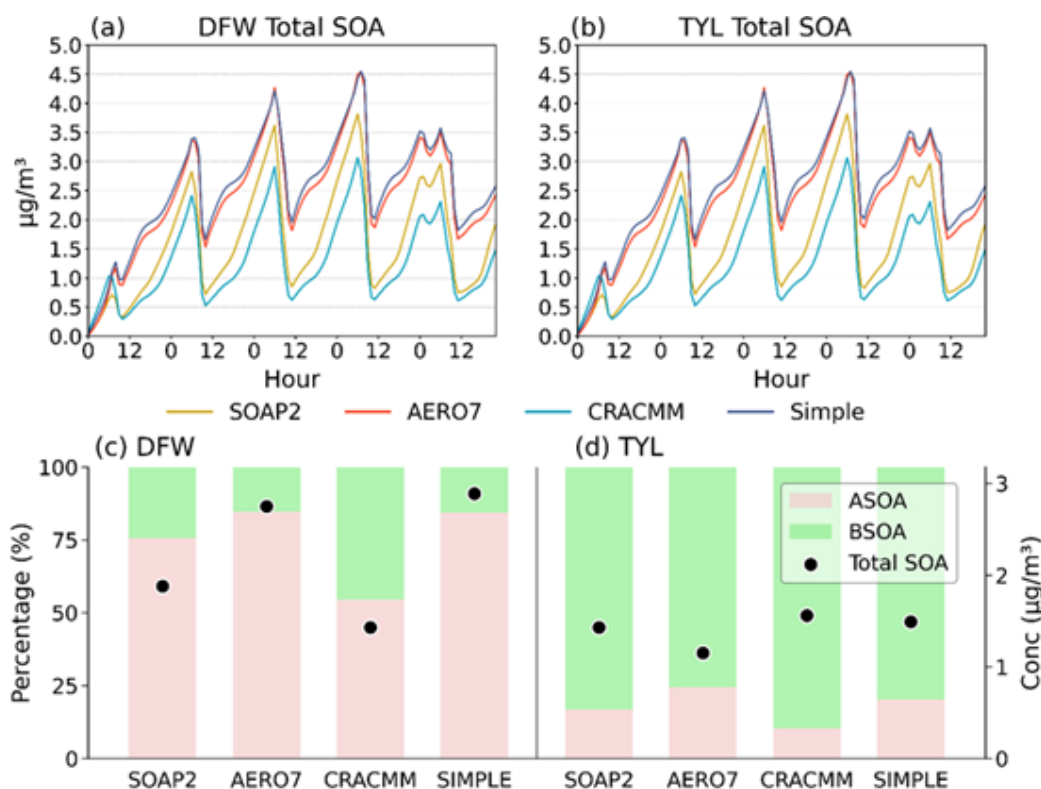 (a) DFW Total SOA
(b) TYL Total SOA
5.0
4.5
4.0
3.5
3.0
2.5
2.0
1.5
1.0
0.5
0.0
μg/m³
0 12 0 12 0 12 0 12 0 12
Hour
5.0
4.5
4.0
3.5
3.0
2.5
2.0
1.5
1.0
0.5
0.0
0 12 0 12 0 12 0 12 0 12
Hour
SOAP2 AERO7 CRACMM Simple
(c) DFW
(d) TYL
100
75
50
25
0
Percentage (%)
SOAP2 AERO7 CRACMM SIMPLE
ASOA
BSOA
Total SOA
3
2
1
0
Conc (μg/m³)
SOAP2 AERO7 CRACMM SIMPLE